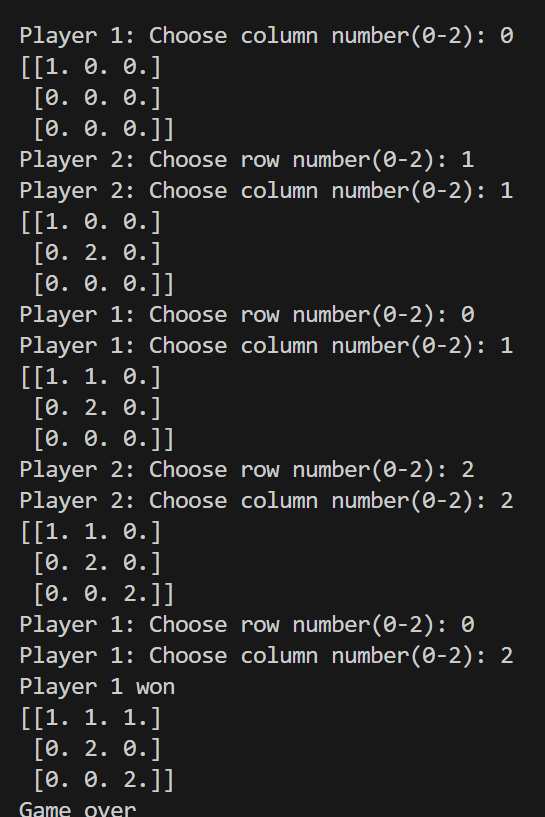 Player 1: Choose column number(0-2): 0
[[1. 0. 0.]
 [0. 0. 0.]
 [0. 0. 0.]]
Player 2: Choose row number(0-2): 1
Player 2: Choose column number(0-2): 1
[[1. 0. 0.]
 [0. 2. 0.]
 [0. 0. 0.]]
Player 1: Choose row number(0-2): 0
Player 1: Choose column number(0-2): 1
[[1. 1. 0.]
 [0. 2. 0.]
 [0. 0. 0.]]
Player 2: Choose row number(0-2): 2
Player 2: Choose column number(0-2): 2
[[1. 1. 0.]
 [0. 2. 0.]
 [0. 0. 2.]]
Player 1: Choose row number(0-2): 0
Player 1: Choose column number(0-2): 2
Player 1 won
[[1. 1. 1.]
 [0. 2. 0.]
 [0. 0. 2.]]
Game over